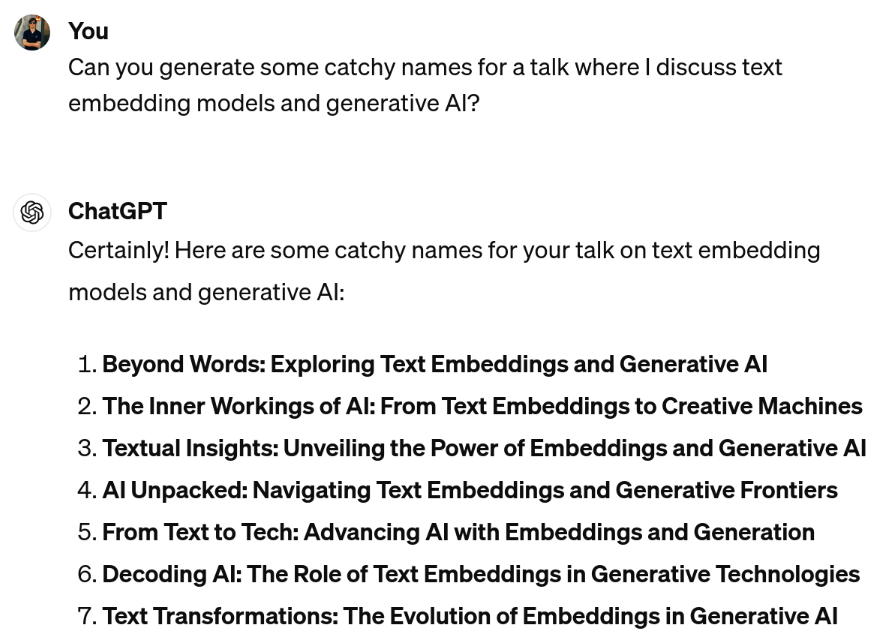 You
Can you generate some catchy names for a talk where I discuss text
embedding models and generative AI?
ChatGPT
Certainly! Here are some catchy names for your talk on text embedding
models and generative AI:
1. Beyond Words: Exploring Text Embeddings and Generative AI
2. The Inner Workings of AI: From Text Embeddings to Creative Machines
3. Textual Insights: Unveiling the Power of Embeddings and Generative AI
4. AI Unpacked: Navigating Text Embeddings and Generative Frontiers
5. From Text to Tech: Advancing AI with Embeddings and Generation
6. Decoding AI: The Role of Text Embeddings in Generative Technologies
7. Text Transformations: The Evolution of Embeddings in Generative AI